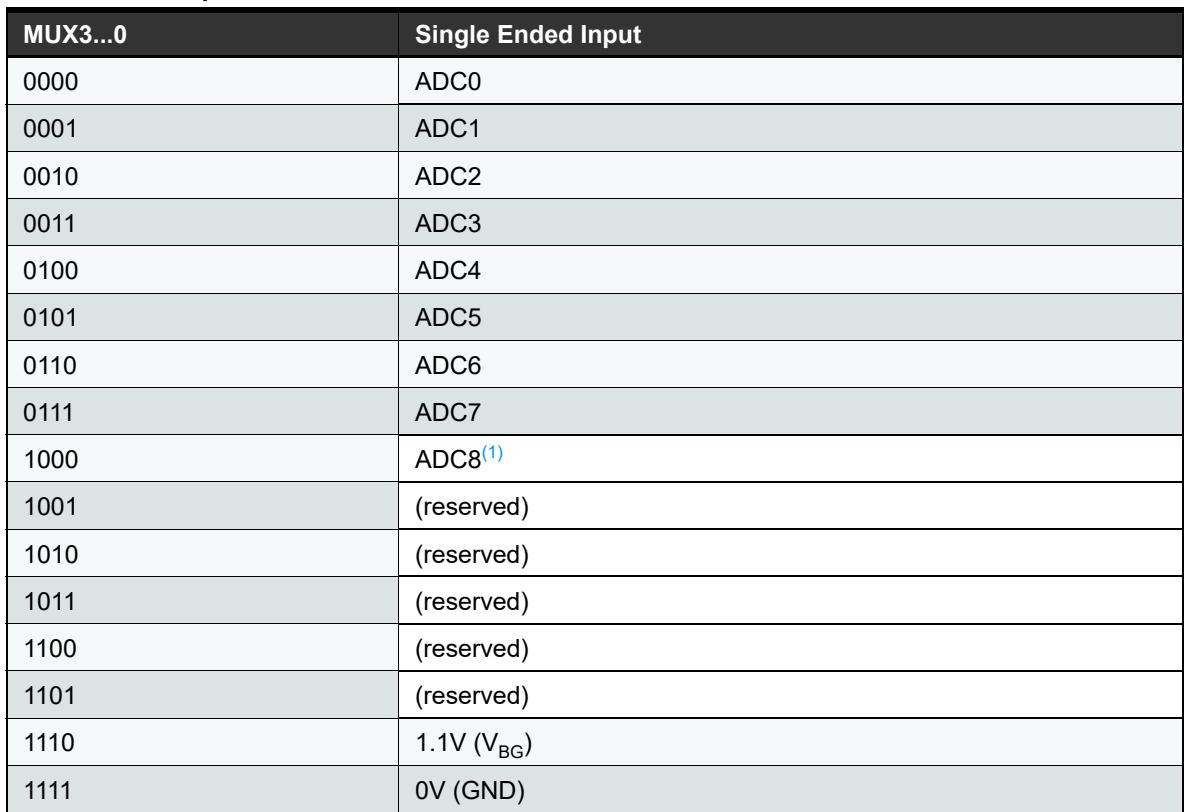 MUX3...0 Single Ended Input
0000 ADC0
0001 ADC1
0010 ADC2
0011 ADC3
0100 ADC4
0101 ADC5
0110 ADC6
0111 ADC7
1000 ADC8(1)
1001 (reserved)
1010 (reserved)
1011 (reserved)
1100 (reserved)
1101 (reserved)
1110 1.1V (VBG)
1111 0V (GND)